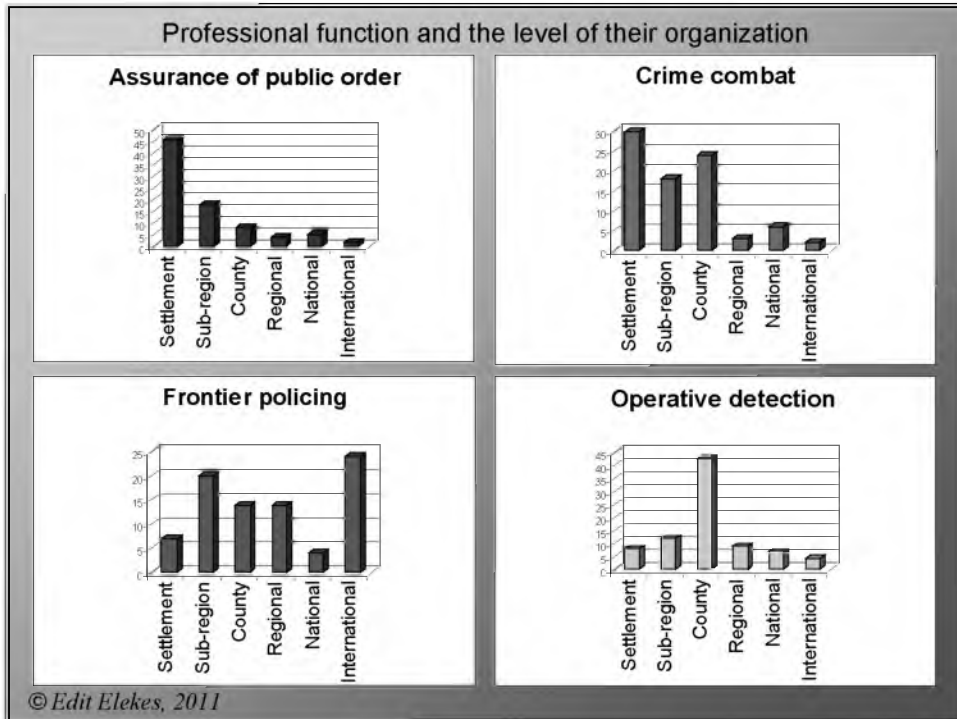 Professional function and the level of their organization
Assurance of public order
50
45
40
35
30
25
20
15
10
5
0
Settlement
Sub-region
County
Regional
National
International
Crime combat
30
25
20
15
10
5
0
Settlement
Sub-region
County
Regional
National
International
Frontier policing
25
20
15
10
5
0
Settlement
Sub-region
County
Regional
National
International
Operative detection
45
40
35
30
25
20
15
10
5
0
Settlement
Sub-region
County
Regional
National
International
© Edit Elekes, 2011